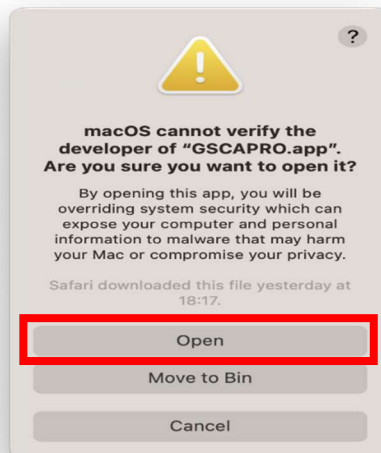 ?
macOS cannot verify the
developer of “GSCAPRO.app”.
Are you sure you want to open it?
By opening this app, you will be
overriding system security which can
expose your computer and personal
information to malware that may harm
your Mac or compromise your privacy.
Safari downloaded this file yesterday at
18:17.
Open
Move to Bin
Cancel